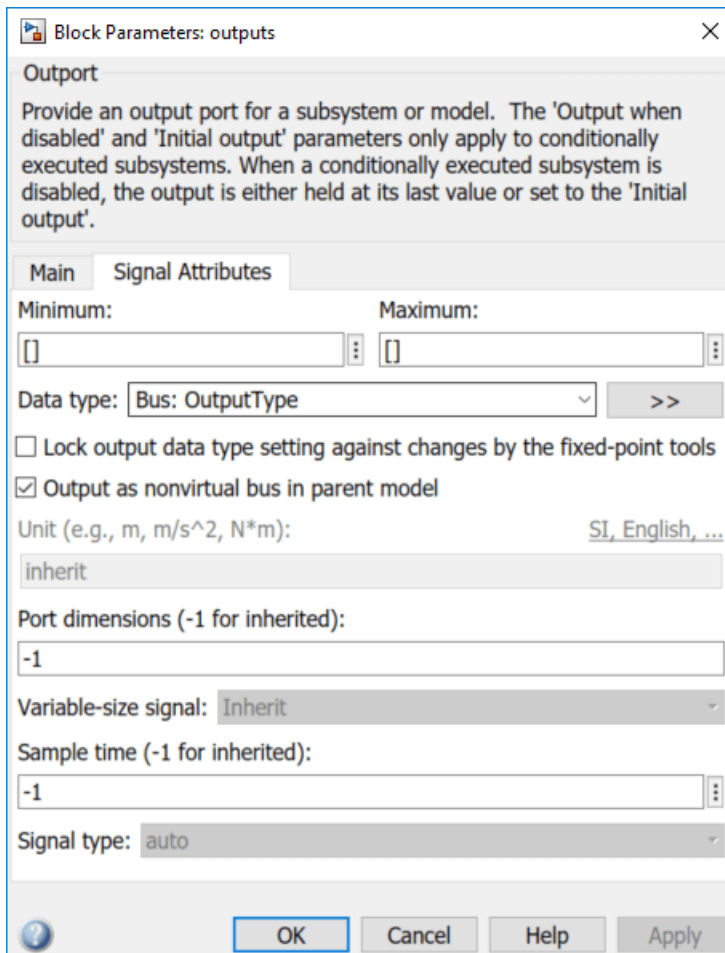 Block Parameters: outputs
Outport
Provide an output port for a subsystem or model. The 'Output when
disabled' and 'Initial output' parameters only apply to conditionally
executed subsystems. When a conditionally executed subsystem is
disabled, the output is either held at its last value or set to the 'Initial
output'.
Main Signal Attributes
Minimum: Maximum:
[] []
Data type: Bus: OutputType >>
Lock output data type setting against changes by the fixed-point tools
Output as nonvirtual bus in parent model
Unit (e.g., m, m/s^2, N*m): SI, English, ...
inherit
Port dimensions (-1 for inherited):
-1
Variable-size signal: Inherit
Sample time (-1 for inherited):
-1
Signal type: auto
? OK Cancel Help Apply